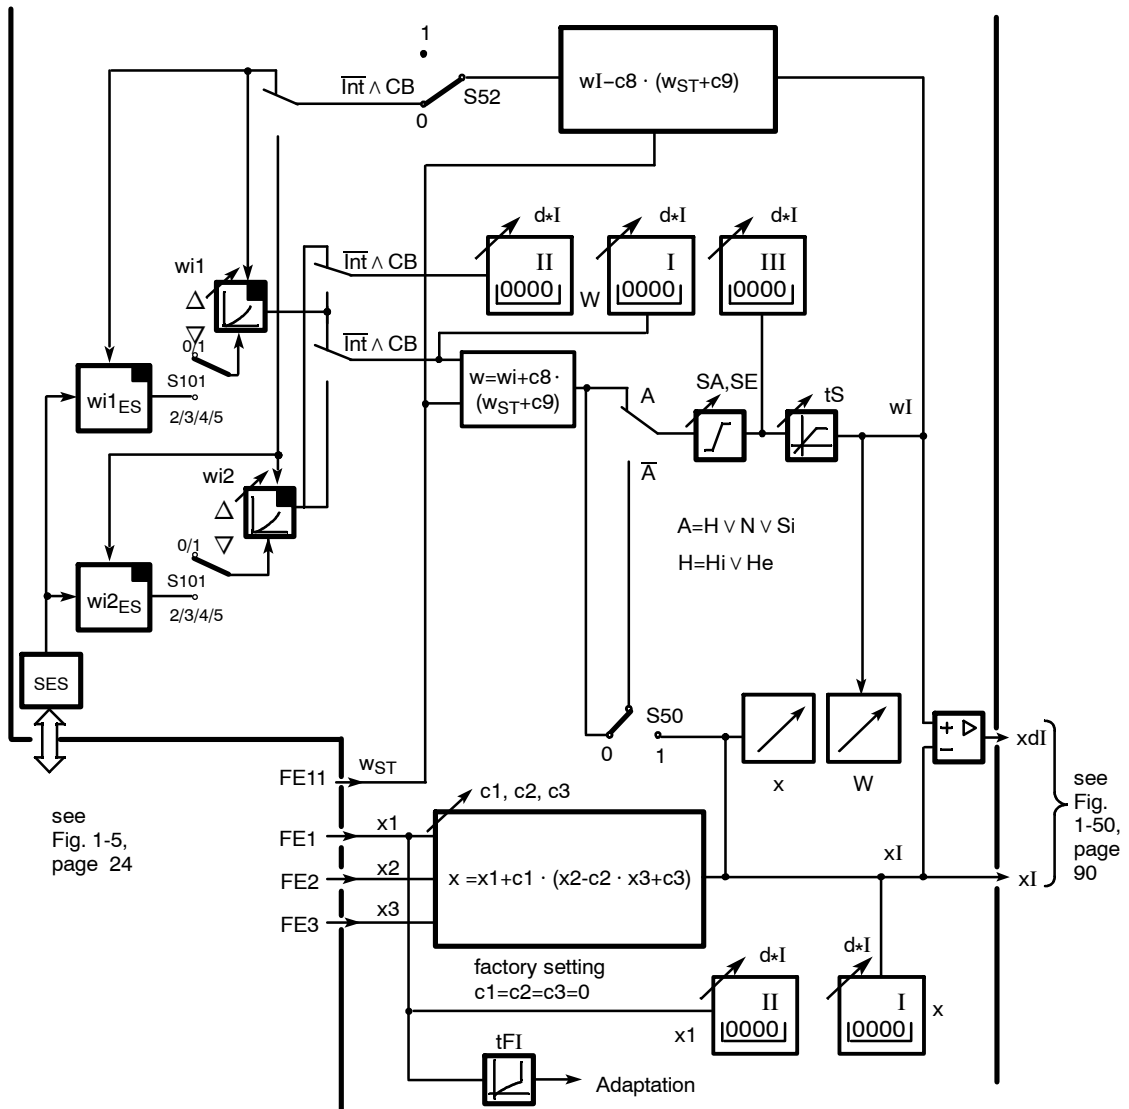 1
I̅n̅t̅ ∧ CB
S52
0
wI−c8 · (wST+c9)
d*I
d*I
d*I
II
I
III
0000
0000
0000
W
I̅n̅t̅ ∧ CB
wi1
△
▽
0/1
I̅n̅t̅ ∧ CB
w=wi+c8 ·
(wST+c9)
S101
wi1ES
2/3/4/5
A
SA,SE
tS
wI
A̅
wi2
△
▽
A=H ∨ N ∨ Si
H=Hi ∨ He
0/1
S101
wi2ES
2/3/4/5
SES
S50
0
1
x
W
+
−
▷
xdI
wST
FE11
see
Fig. 1-5,
page 24
see
Fig.
1-50,
page
90
c1, c2, c3
FE1
x1
FE2
x2
FE3
x3
x =x1+c1 · (x2-c2 · x3+c3)
xI
xI
factory setting
c1=c2=c3=0
d*I
d*I
II
I
0000
0000
x1
x
tFI
Adaptation